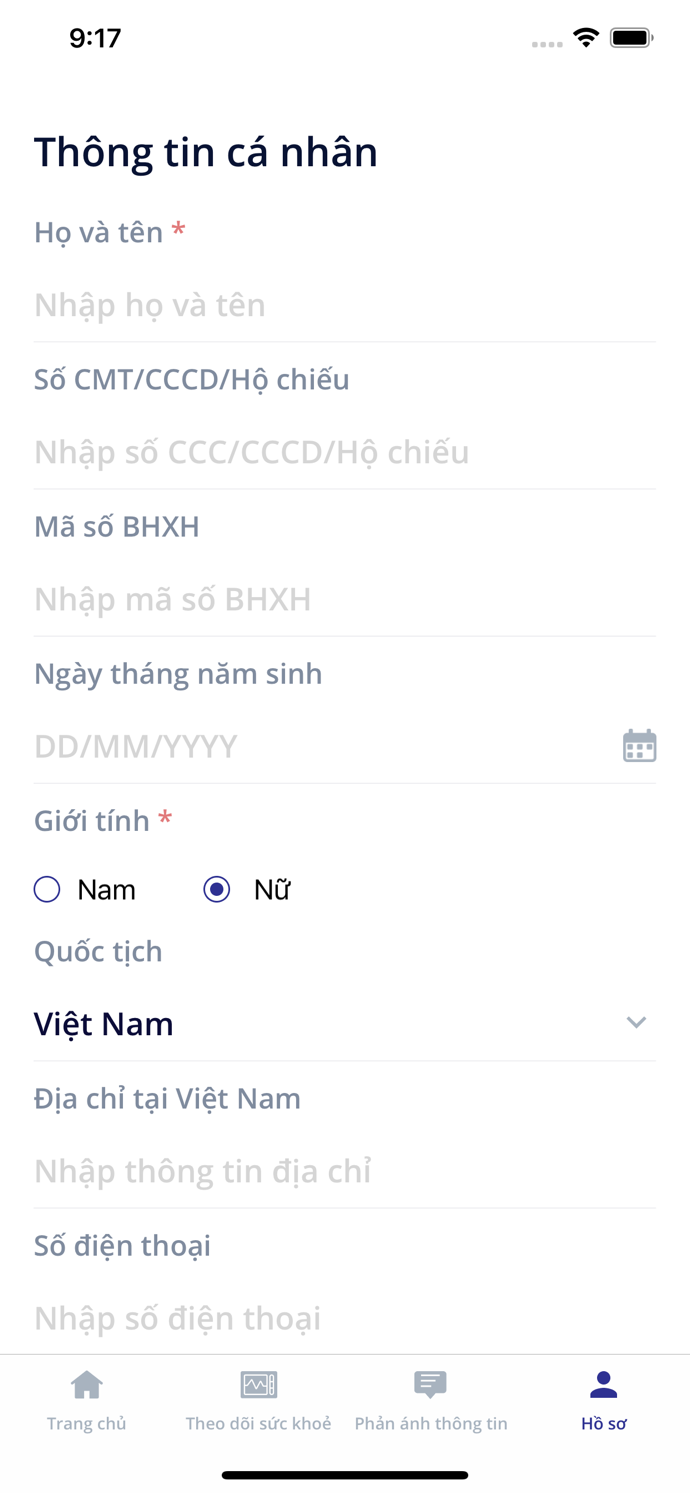 9:17
Thông tin cá nhân
Họ và tên *
Nhập họ và tên
Số CMT/CCCD/Hộ chiếu
Nhập số CCC/CCCD/Hộ chiếu
Mã số BHXH
Nhập mã số BHXH
Ngày tháng năm sinh
DD/MM/YYYY
Giới tính *
Nam Nữ
Quốc tịch
Việt Nam
Địa chỉ tại Việt Nam
Nhập thông tin địa chỉ
Số điện thoại
Nhập số điện thoại
Trang chủ Theo dõi sức khoẻ Phản ánh thông tin Hồ sơ